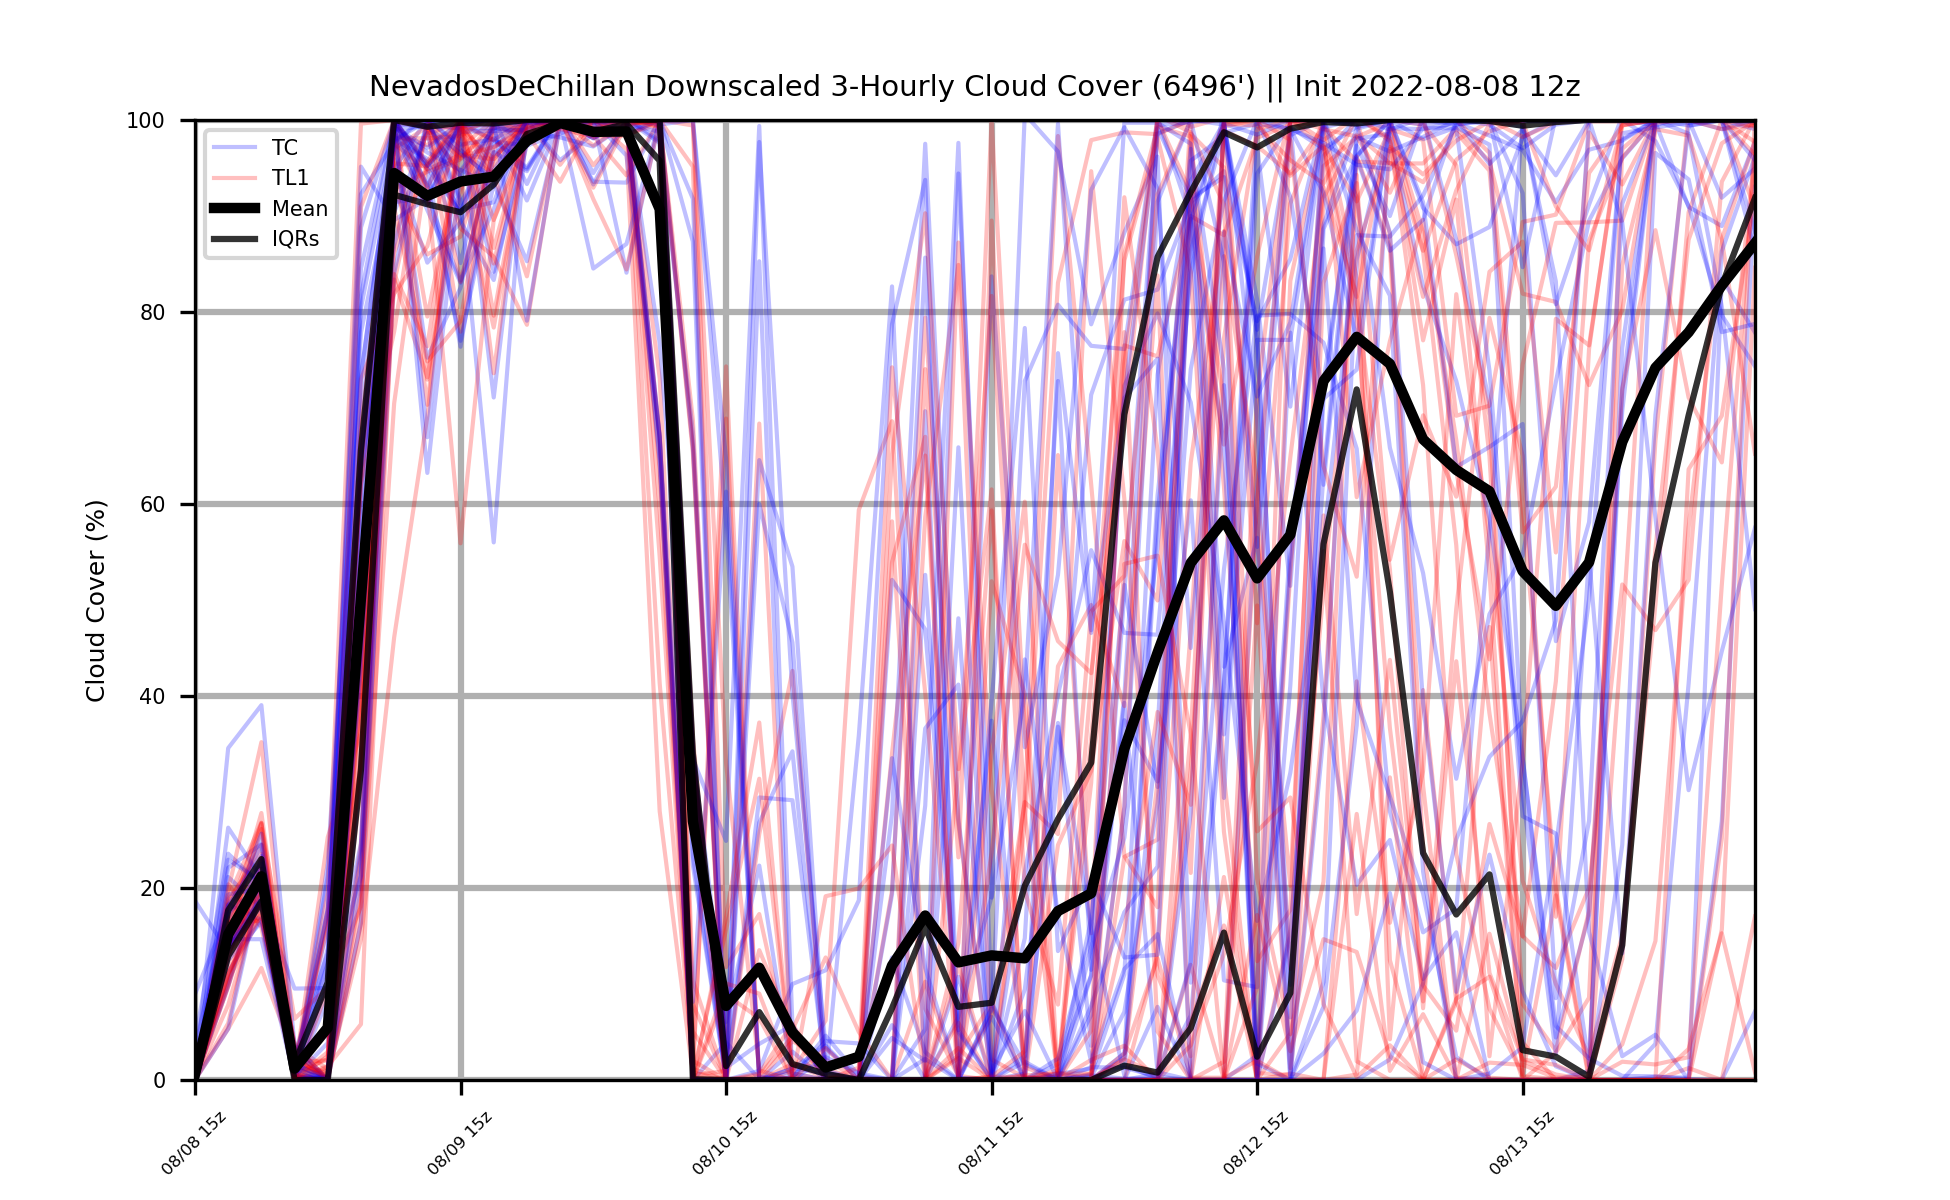 NevadosDeChillan Downscaled 3-Hourly Cloud Cover (6496') || Init 2022-08-08 12z
TC
TL1
Mean
IQRs
Cloud Cover (%)
100
80
60
40
20
0
08/08 15z
08/09 15z
08/10 15z
08/11 15z
08/12 15z
08/13 15z